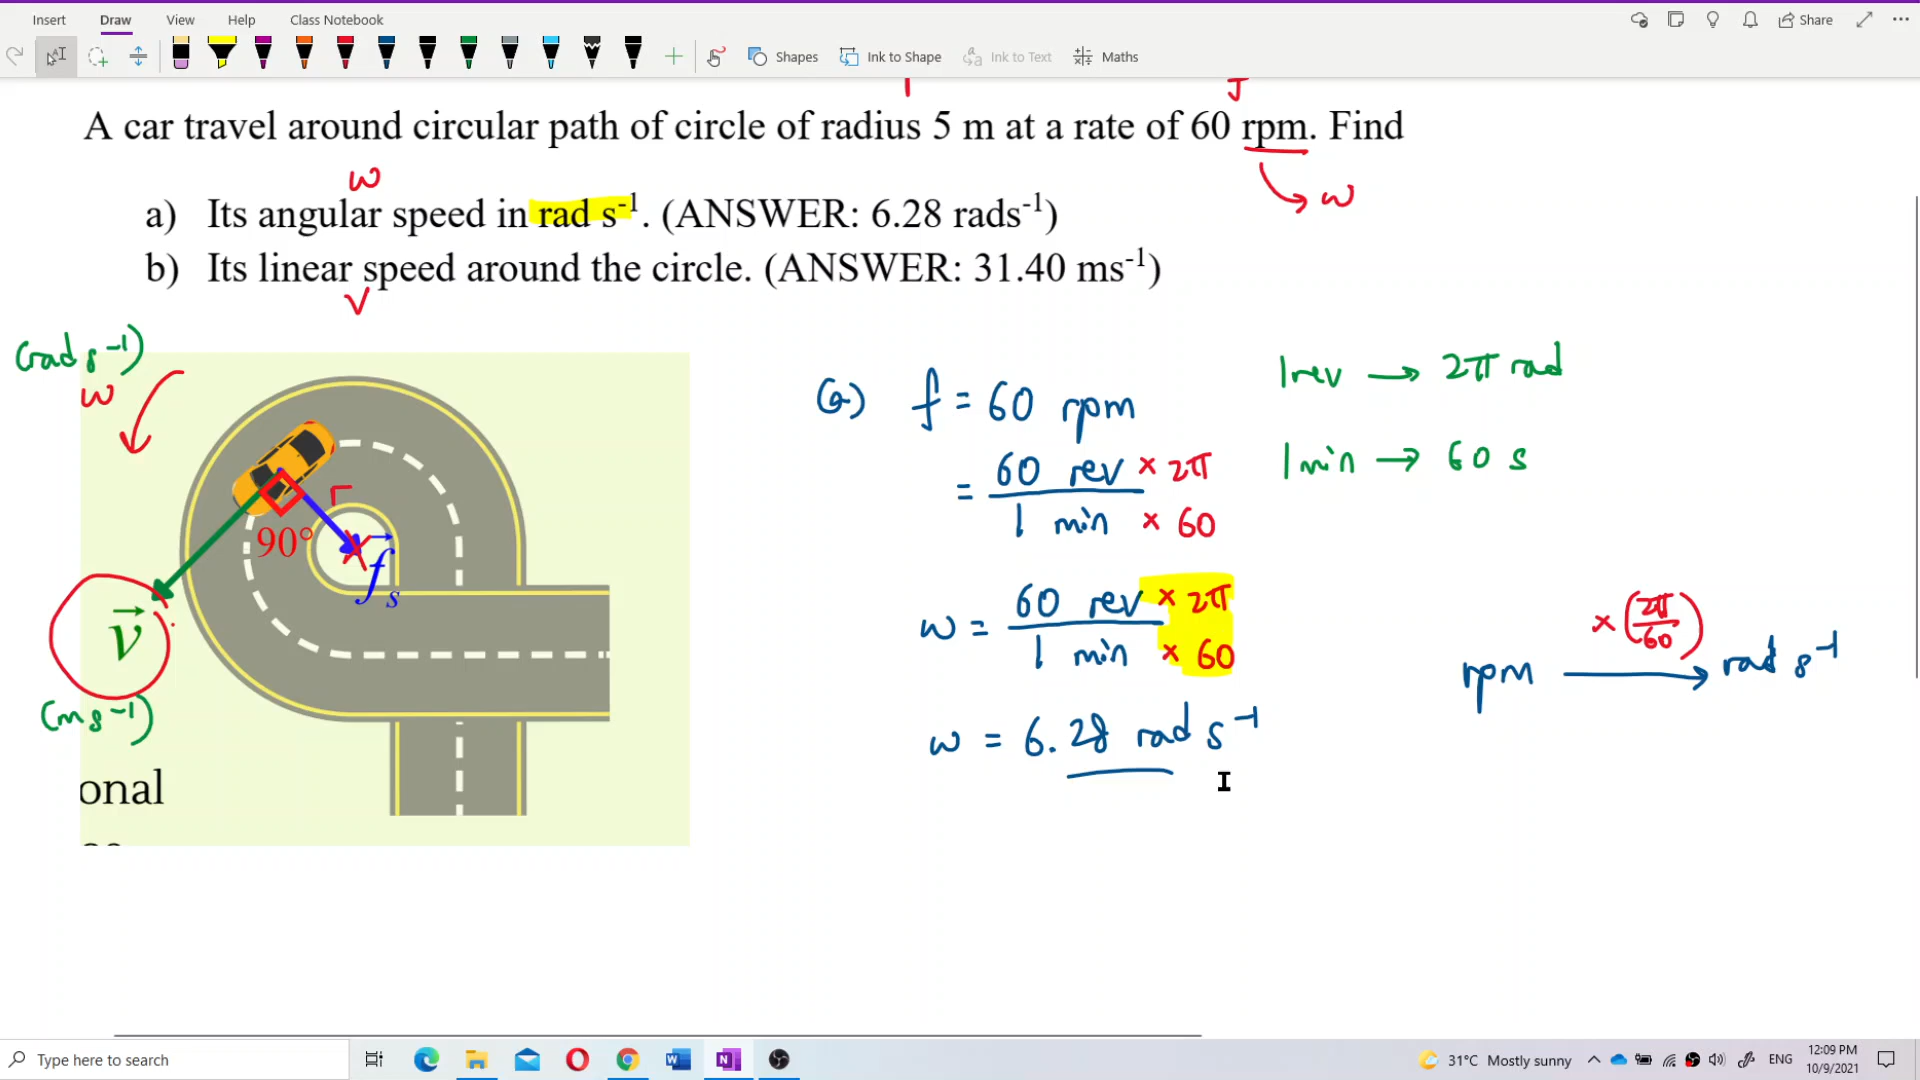 Insert Draw View Help Class Notebook Share
Shapes Ink to Shape Ink to Text Maths
A car travel around circular path of circle of radius 5 m at a rate of 60 rpm. Find
ω
→ ω
a) Its angular speed in rad s⁻¹. (ANSWER: 6.28 rads⁻¹)
b) Its linear speed around the circle. (ANSWER: 31.40 ms⁻¹)
v
(rad s⁻¹)
ω
r
90°
fs
v
(ms⁻¹)
onal
(a) f = 60 rpm
= 60 rev × 2π
1 min × 60
ω = 60 rev × 2π
1 min × 60
ω = 6.28 rad s⁻¹
1 rev → 2π rad
1 min → 60 s
× (2π/60)
rpm → rad s⁻¹
Type here to search
31°C Mostly sunny ENG 12:09 PM
10/9/2021